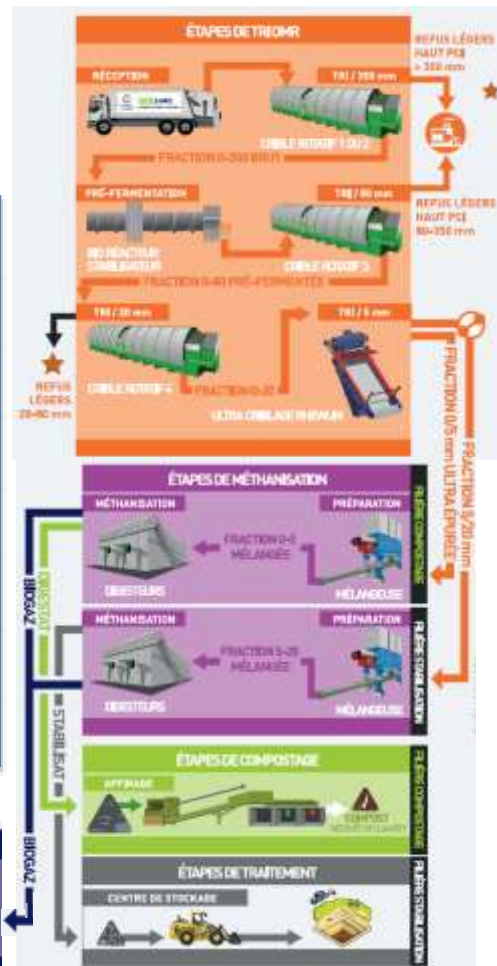 ÉTAPES DE TRI OMR
REFUS LÉGERS
HAUT PCI
> 350 mm
RÉCEPTION
TRI / 350 mm
CRIBLE ROTATIF 1 OU 2
PRÉ-FERMENTATION
TRI / 80 mm
REFUS LÉGERS
HAUT PCI
80-350 mm
BIO RÉACTEUR
STABILISATEUR
CRIBLE ROTATIF 3
FRACTION 0-80 PRÉ-FERMENTÉE
TRI / 20 mm
TRI / 5 mm
REFUS
LÉGERS
20-80 mm
CRIBLE ROTATIF 4
FRACTION 0-20
ULTRA CRIBLAGE RHEWUM
FRACTION 0/5 mm ULTRA ÉPURÉE
FRACTION 5/20 mm
ÉTAPES DE MÉTHANISATION
MÉTHANISATION
PRÉPARATION
FRACTION 0-5
MÉLANGÉE
DIGESTEURS
MÉLANGEUSE
FILIÈRE COMPOSTAGE
MÉTHANISATION
PRÉPARATION
FRACTION 5-20
MÉLANGÉE
DIGESTEURS
MÉLANGEUSE
FILIÈRE STABILISATION
BIOGAZ
DIGESTAT
STABILISAT
ÉTAPES DE COMPOSTAGE
AFFINAGE
COMPOST
FILIÈRE COMPOSTAGE
ÉTAPES DE TRAITEMENT
CENTRE DE STOCKAGE
FILIÈRE STABILISATION
BIOGAZ